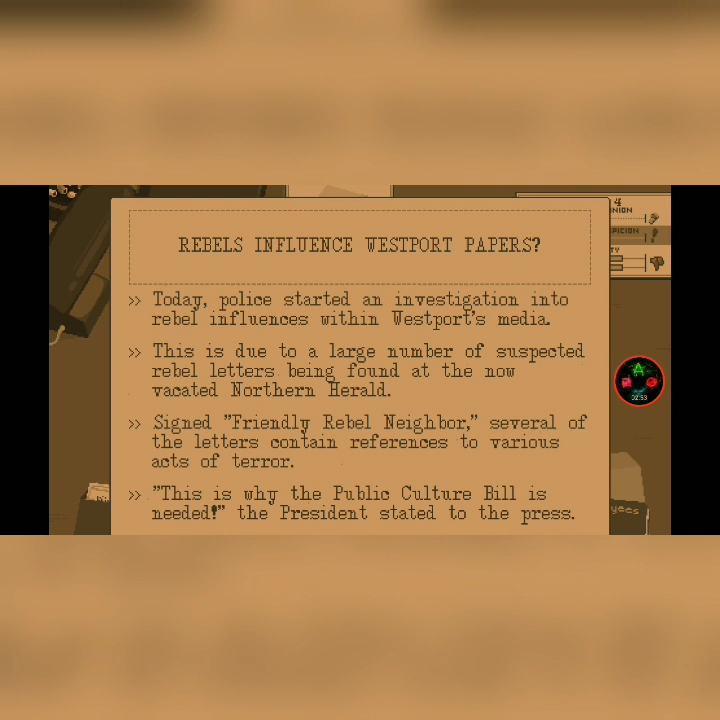 4
REBELS INFLUENCE WESTPORT PAPERS?
>> Today, police started an investigation into
rebel influences within Westport's media.
>> This is due to a large number of suspected
rebel letters being found at the now
vacated Northern Herald.
02:53
>> Signed "Friendly Rebel Neighbor," several of
the letters contain references to various
acts of terror.
>> "This is why the Public Culture Bill is
needed!" the President stated to the press.